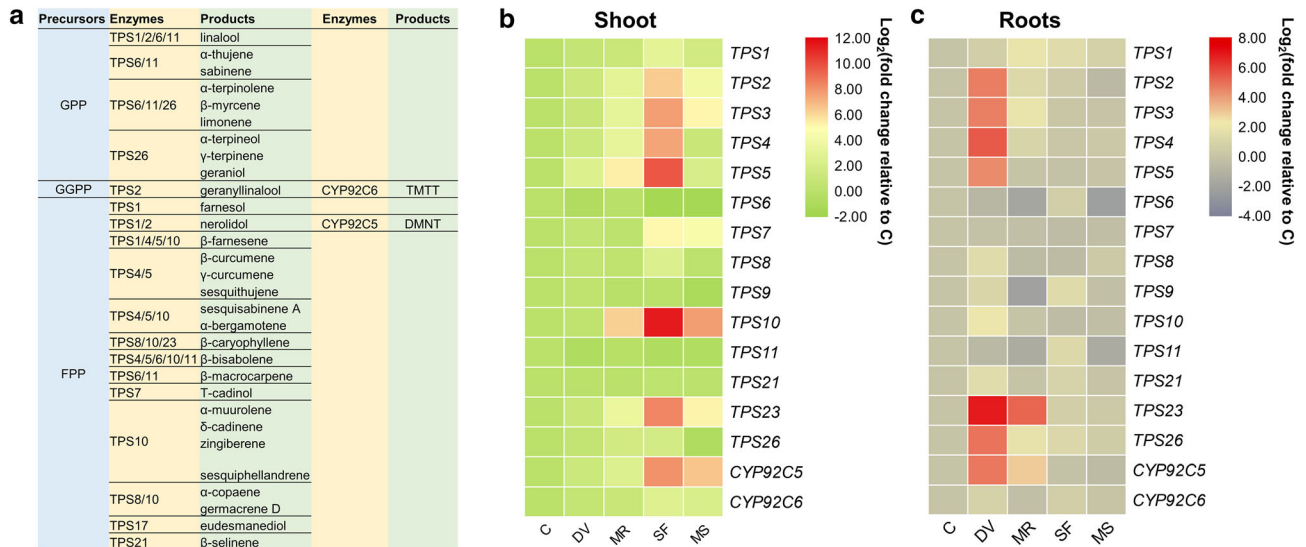 a
Precursors Enzymes Products Enzymes Products
GPP
TPS1/2/6/11 linalool
TPS6/11
α-thujene
sabinene
TPS6/11/26
α-terpinolene
β-myrcene
limonene
TPS26
α-terpineol
γ-terpinene
geraniol
GGPP TPS2 geranyllinalool CYP92C6 TMTT
FPP
TPS1 farnesol
TPS1/2 nerolidol CYP92C5 DMNT
TPS1/4/5/10 β-farnesene
TPS4/5
β-curcumene
γ-curcumene
sesquithujene
TPS4/5/10
sesquisabinene A
α-bergamotene
TPS8/10/23 β-caryophyllene
TPS4/5/6/10/11 β-bisabolene
TPS6/11 β-macrocarpene
TPS7 T-cadinol
TPS10
α-muurolene
δ-cadinene
zingiberene
sesquiphellandrene
TPS8/10
α-copaene
germacrene D
TPS17 eudesmanediol
TPS21 β-selinene
b
Shoot
TPS1
TPS2
TPS3
TPS4
TPS5
TPS6
TPS7
TPS8
TPS9
TPS10
TPS11
TPS21
TPS23
TPS26
CYP92C5
CYP92C6
C DV MR SF MS
12.00
10.00
8.00
6.00
4.00
2.00
0.00
-2.00
Log2(fold change relative to C)
c
Roots
TPS1
TPS2
TPS3
TPS4
TPS5
TPS6
TPS7
TPS8
TPS9
TPS10
TPS11
TPS21
TPS23
TPS26
CYP92C5
CYP92C6
C DV MR SF MS
8.00
6.00
4.00
2.00
0.00
-2.00
-4.00
Log2(fold change relative to C)